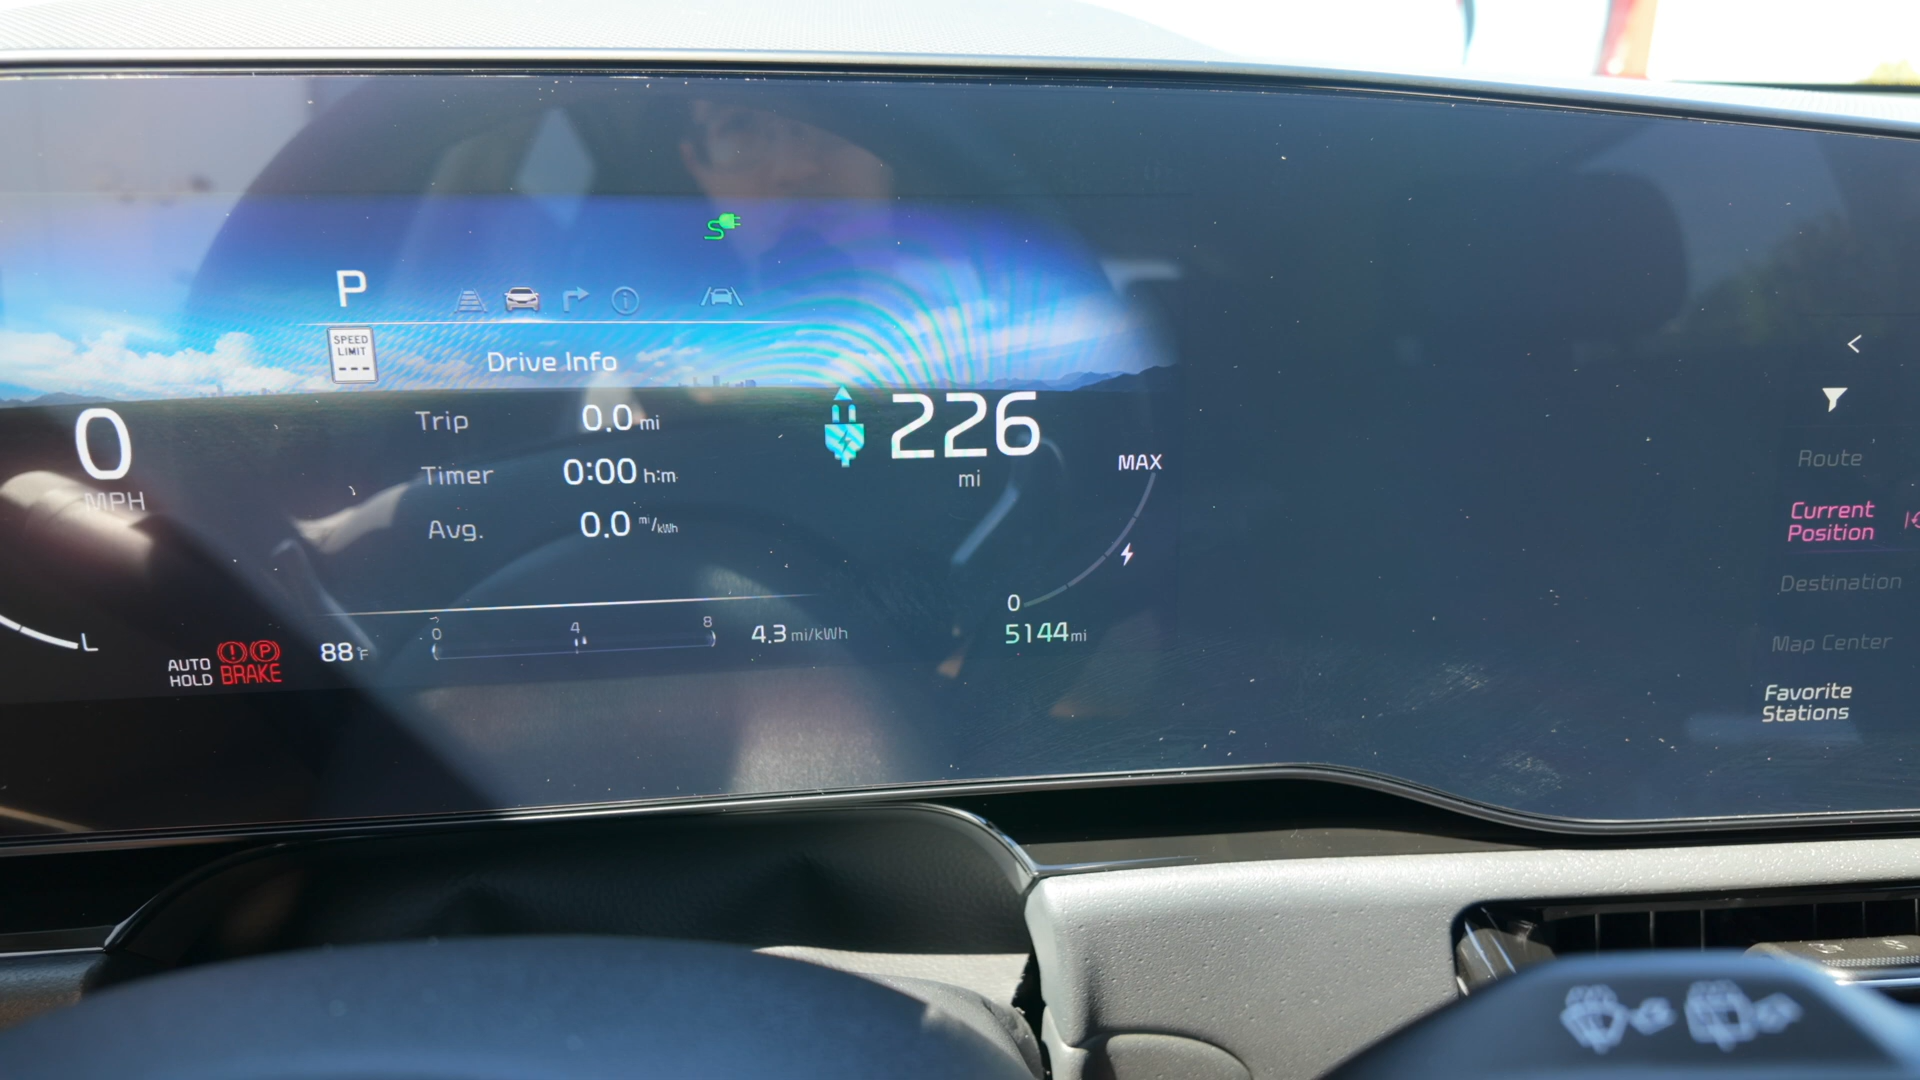 P
SPEED
LIMIT
---
Drive Info
0
MPH
Trip 0.0 mi
Timer 0:00 h:m
Avg. 0.0 mi/kWh
226
mi
MAX
0
5144 mi
L
AUTO
HOLD
BRAKE
88°F
0 4 8
4.3 mi/kWh
<
Route
Current
Position
Destination
Map Center
Favorite
Stations